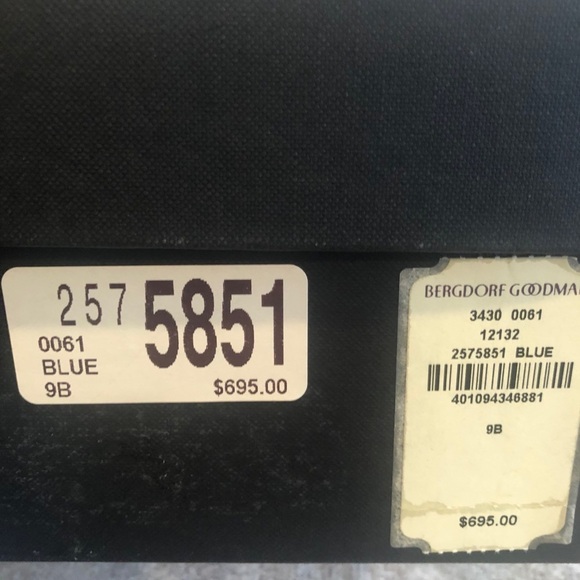 257 5851
0061
BLUE
9B $695.00
BERGDORF GOODMA
3430 0061
12132
2575851 BLUE
401094346881
9B
$695.00